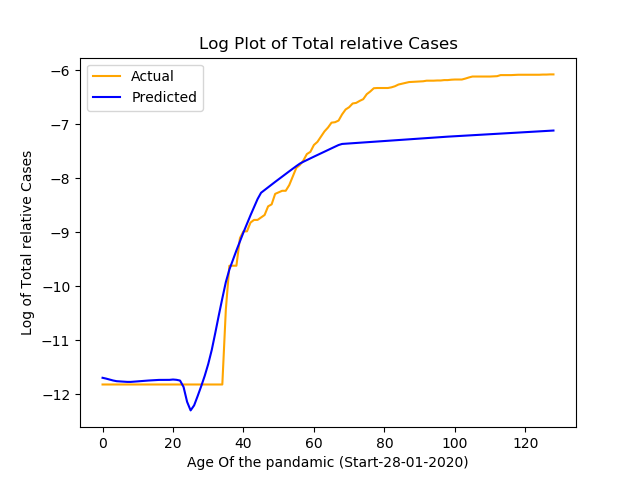 Log Plot of Total relative Cases
Actual
Predicted
Log of Total relative Cases
−6
−7
−8
−9
−10
−11
−12
0 20 40 60 80 100 120
Age Of the pandamic (Start-28-01-2020)